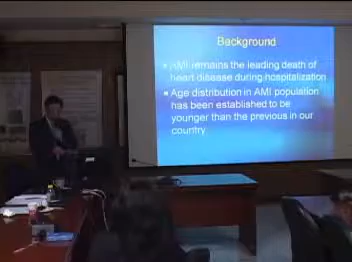 Background
AMI remains the leading death of
heart disease during hospitalization
Age distribution in AMI population
has been established to be
younger than the previous in our
country